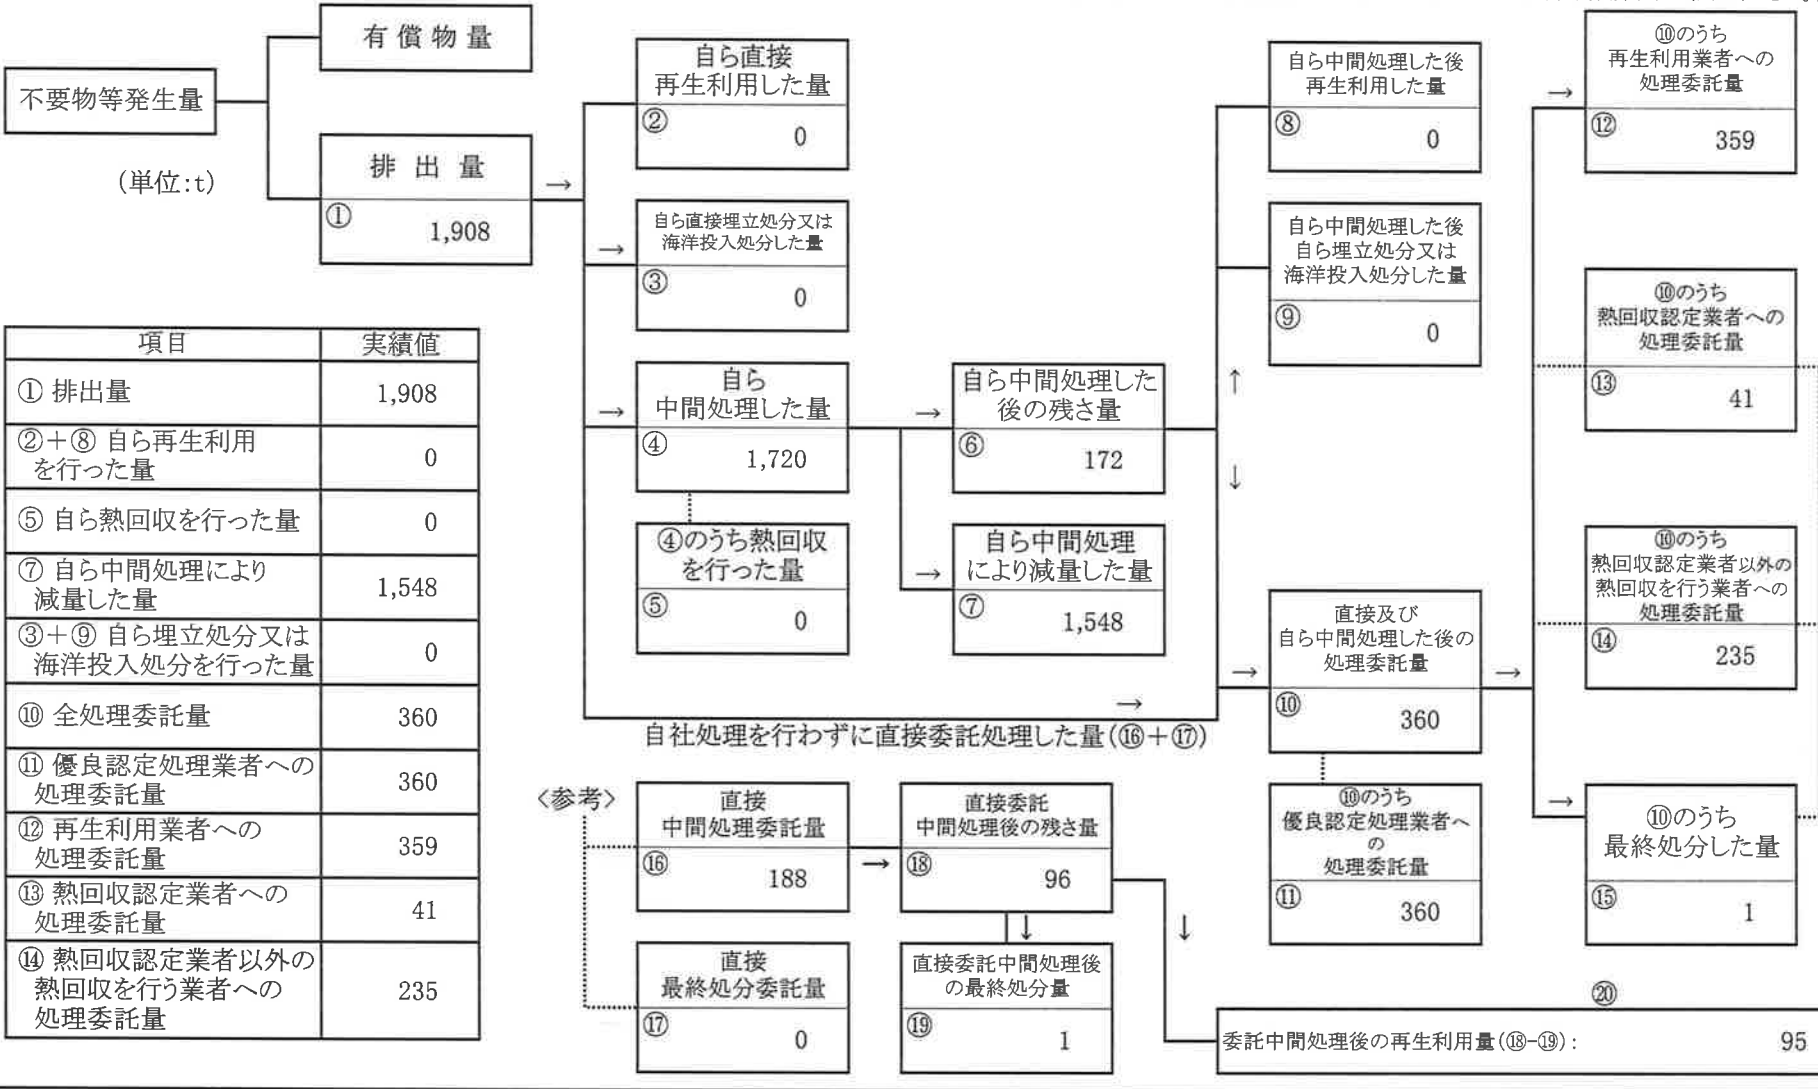 有償物量
不要物等発生量
(単位:t)
排出量
①
1,908
→
自ら直接
再生利用した量
②
0
→
自ら直接埋立処分又は
海洋投入処分した量
③
0
→
自ら
中間処理した量
④
1,720
④のうち熱回収
を行った量
⑤
0
→
自ら中間処理した
後の残さ量
⑥
172
→
自ら中間処理
により減量した量
⑦
1,548
↑
↓
自ら中間処理した後
再生利用した量
⑧
0
自ら中間処理した後
自ら埋立処分又は
海洋投入処分した量
⑨
0
→
自社処理を行わずに直接委託処理した量(⑯+⑰)
→
直接及び
自ら中間処理した後の
処理委託量
⑩
360
⑩のうち
優良認定処理業者へ
の
処理委託量
⑪
360
→
→
⑩のうち
再生利用業者への
処理委託量
⑫
359
⑩のうち
熱回収認定業者への
処理委託量
⑬
41
⑩のうち
熱回収認定業者以外の
熱回収を行う業者への
処理委託量
⑭
235
→
⑩のうち
最終処分した量
⑮
1
項目 実績値
① 排出量 1,908
②+⑧ 自ら再生利用
を行った量 0
⑤ 自ら熱回収を行った量 0
⑦ 自ら中間処理により
減量した量 1,548
③+⑨ 自ら埋立処分又は
海洋投入処分を行った量 0
⑩ 全処理委託量 360
⑪ 優良認定処理業者への
処理委託量 360
⑫ 再生利用業者への
処理委託量 359
⑬ 熱回収認定業者への
処理委託量 41
⑭ 熱回収認定業者以外の
熱回収を行う業者への
処理委託量 235
〈参考〉
直接
中間処理委託量
⑯
188
→
直接委託
中間処理後の残さ量
⑱
96
↓
↓
直接
最終処分委託量
⑰
0
直接委託中間処理後
の最終処分量
⑲
1
⑳
委託中間処理後の再生利用量(⑱-⑲): 95